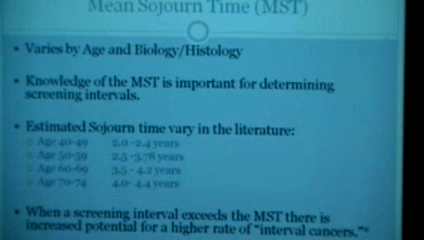 Mean Sojourn Time (MST)
• Varies by Age and Biology/Histology
• Knowledge of the MST is important for determining
screening intervals.
• Estimated Sojourn time vary in the literature:
○ Age 40-49 2.0 -2.4 years
○ Age 50-59 2.5 -3.78 years
○ Age 60-69 3.5 - 4.2 years
○ Age 70-74 4.0- 4.4 years
• When a screening interval exceeds the MST there is
increased potential for a higher rate of "interval cancers."*